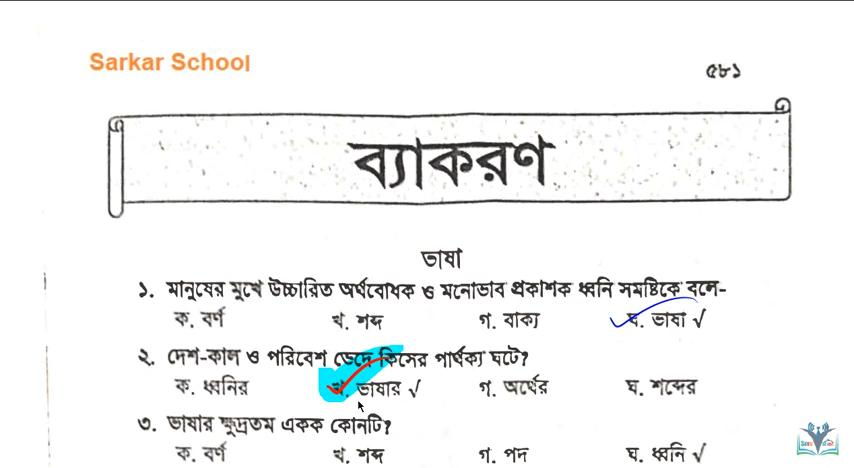 Sarkar School
৫৮১
ব্যাকরণ
ভাষা
১. মানুষের মুখে উচ্চারিত অর্থবোধক ও মনোভাব প্রকাশক ধ্বনি সমষ্টিকে বলে-
ক. বর্ণ খ. শব্দ গ. বাক্য ঘ. ভাষা √
২. দেশ-কাল ও পরিবেশ ভেদে কিসের পার্থক্য ঘটে?
ক. ধ্বনির খ. ভাষার √ গ. অর্থের ঘ. শব্দের
৩. ভাষার ক্ষুদ্রতম একক কোনটি?
ক. বর্ণ খ. শব্দ গ. পদ ঘ. ধ্বনি √